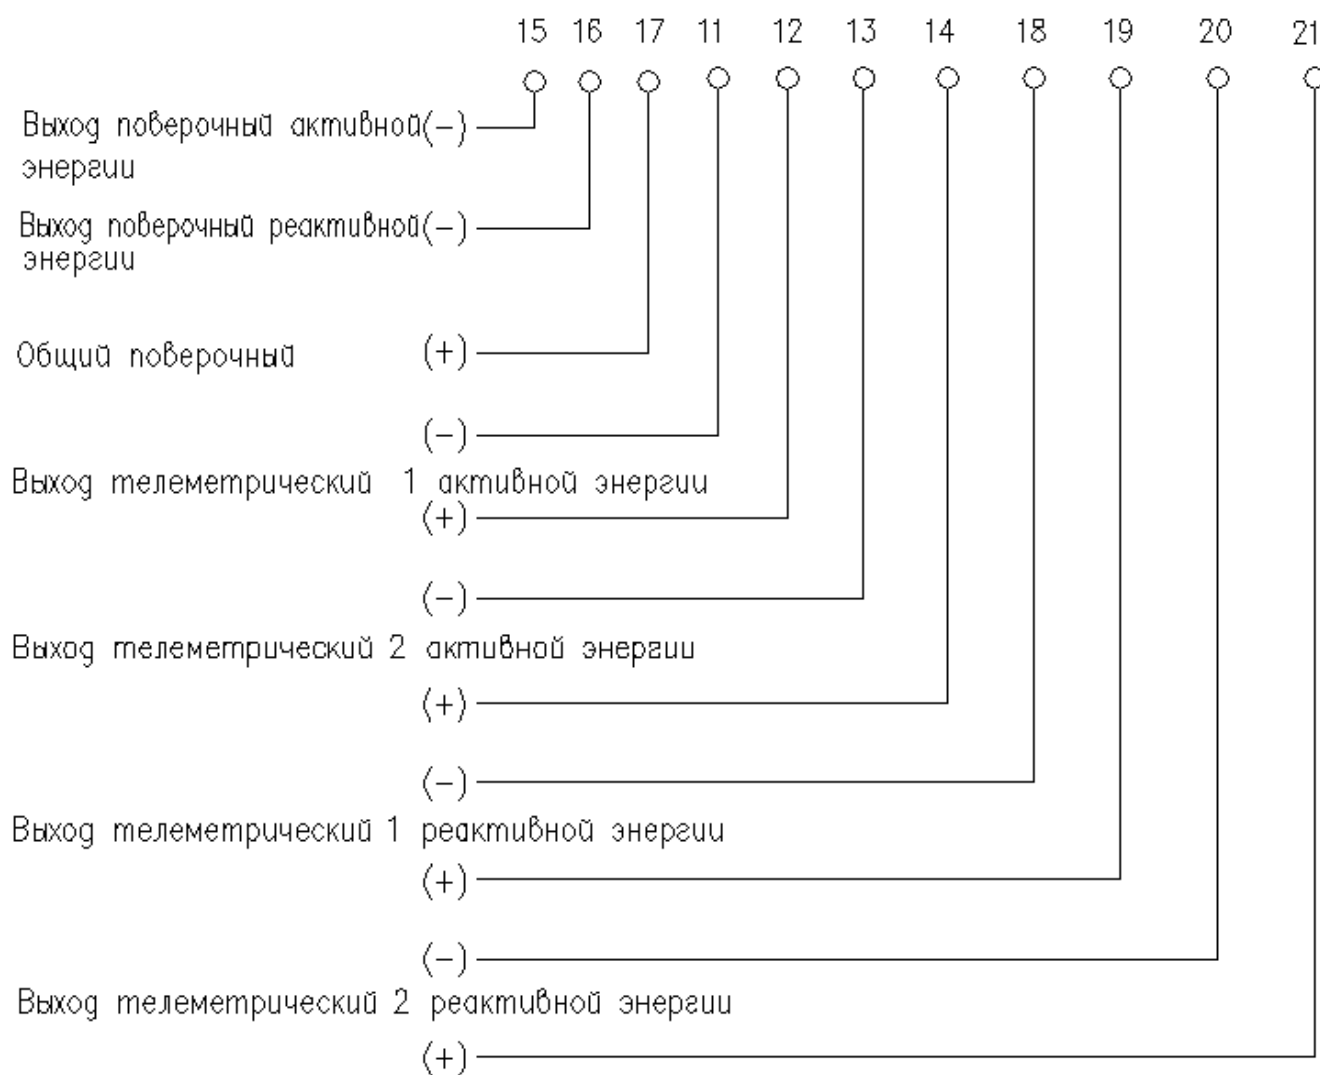 15 16 17 11 12 13 14 18 19 20 21
Выход поверочный активной (-)
энергии
Выход поверочный реактивной (-)
энергии
Общий поверочный (+)
(-)
Выход телеметрический 1 активной энергии
(+)
(-)
Выход телеметрический 2 активной энергии
(+)
(-)
Выход телеметрический 1 реактивной энергии
(+)
(-)
Выход телеметрический 2 реактивной энергии
(+)